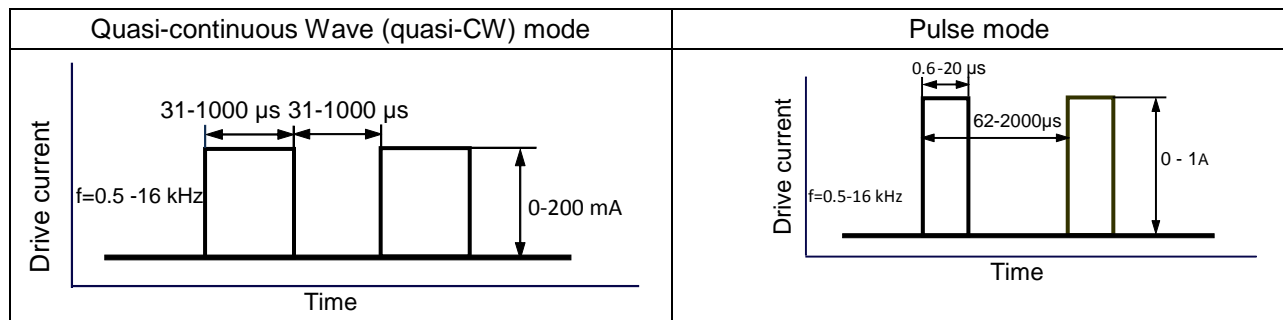 Quasi-continuous Wave (quasi-CW) mode
Drive current
31-1000 µs 31-1000 µs
f=0.5 -16 kHz
0-200 mA
Time
Pulse mode
Drive current
0.6-20 µs
62-2000µs
0 - 1A
f=0.5-16 kHz
Time